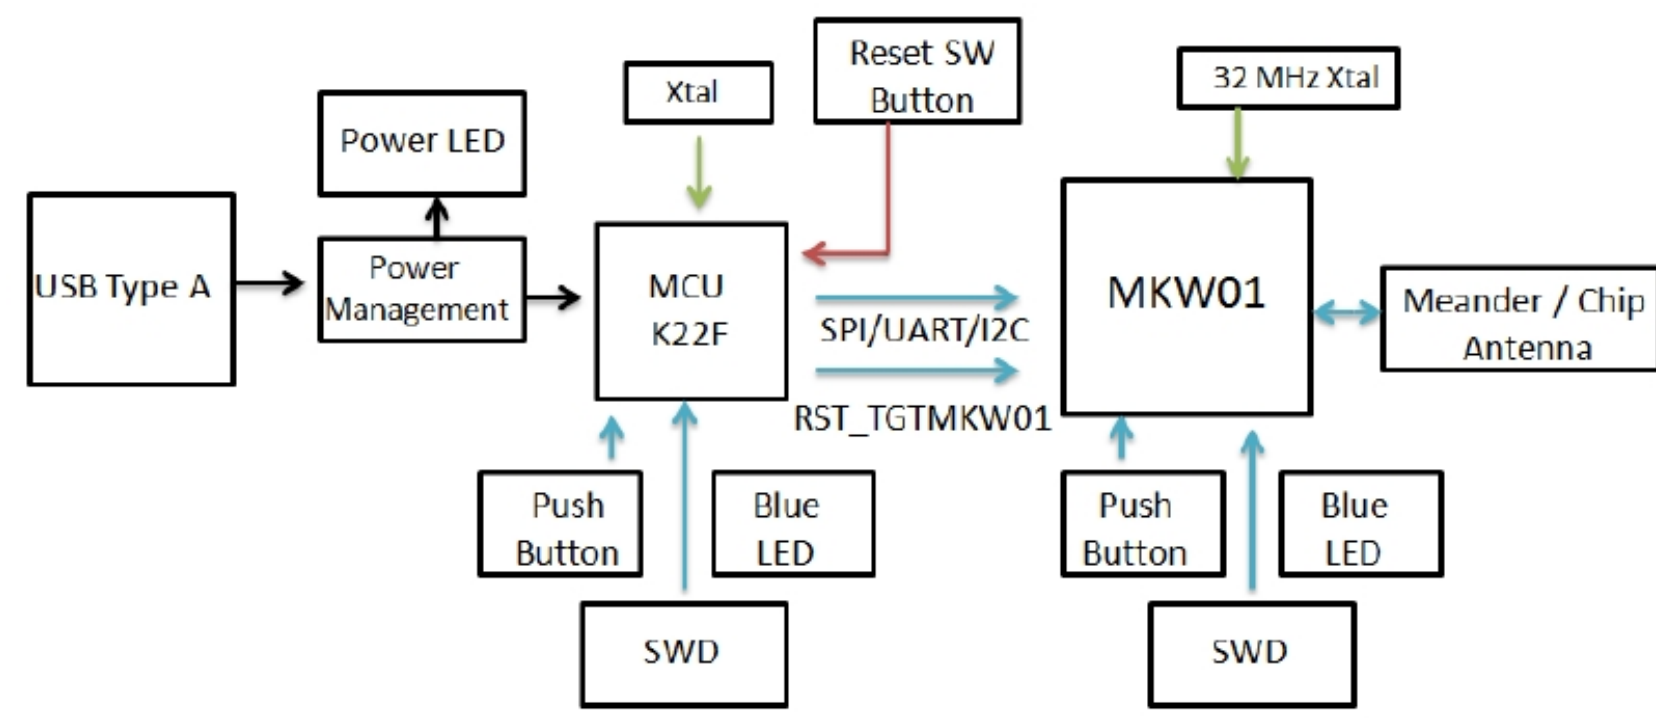 Reset SW
Button
Xtal
32 MHz Xtal
Power LED
USB Type A
Power
Management
MCU
K22F
SPI/UART/I2C
RST_TGTMKW01
MKW01
Meander / Chip
Antenna
Push
Button
Blue
LED
SWD
Push
Button
Blue
LED
SWD